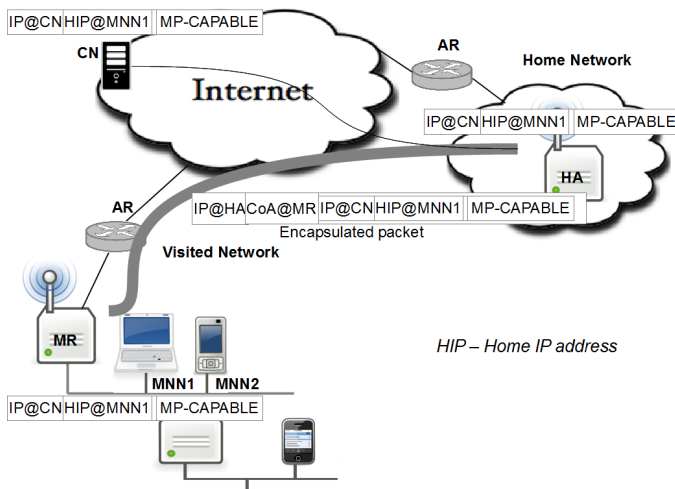 IP@CN HIP@MNN1 MP-CAPABLE
CN
AR
Home Network
Internet
IP@CN HIP@MNN1 MP-CAPABLE
HA
AR
IP@HA CoA@MR IP@CN HIP@MNN1 MP-CAPABLE
Encapsulated packet
Visited Network
MR
HIP – Home IP address
MNN1 MNN2
IP@CN HIP@MNN1 MP-CAPABLE